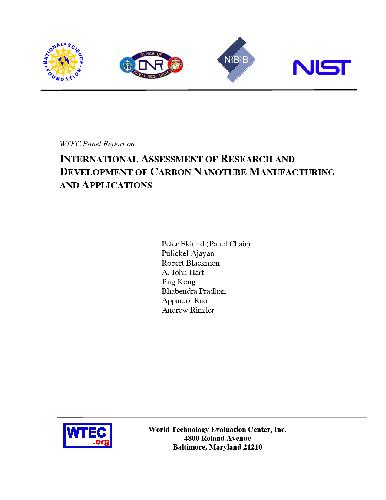 NATIONAL SCIENCE FOUNDATION
ONR
NIBIB
NIST
WTEC Panel Report on
INTERNATIONAL ASSESSMENT OF RESEARCH AND
DEVELOPMENT OF CARBON NANOTUBE MANUFACTURING
AND APPLICATIONS
Peter Eklund (Panel Chair)
Pulickel Ajayan
Robert Blackmon
A. John Hart
Jing Kong
Bhabendra Pradhan
Apparao Rao
Andrew Rinzler
WTEC
.org
World Technology Evaluation Center, Inc.
4800 Roland Avenue
Baltimore, Maryland 21210